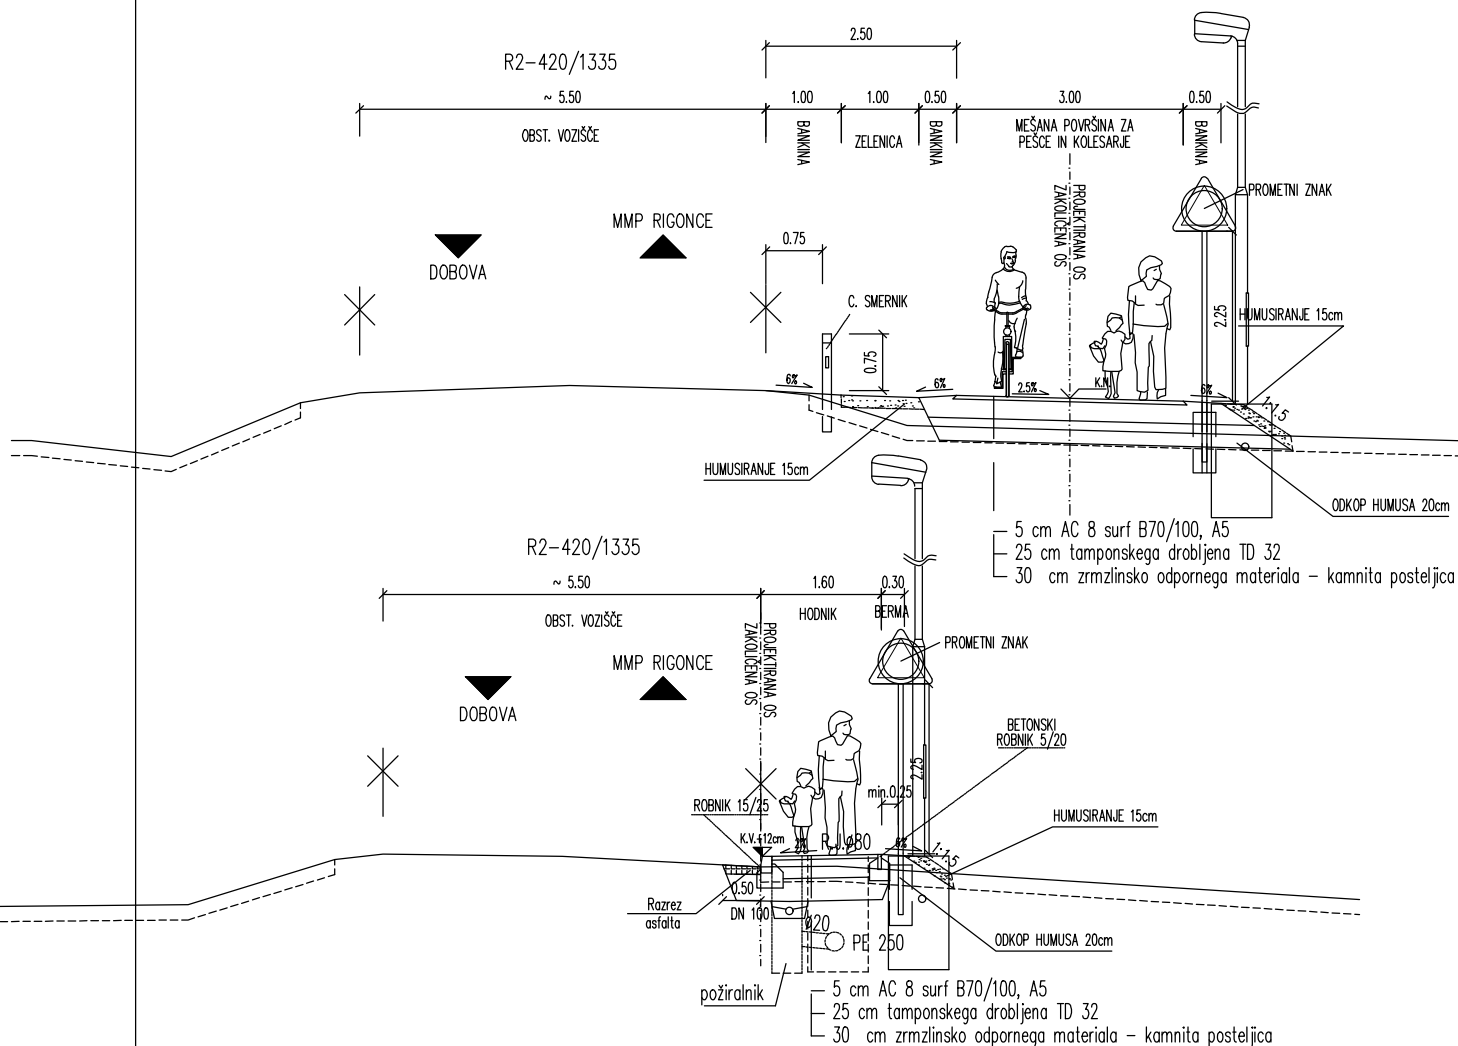 2.50
R2-420/1335
~ 5.50
1.00
1.00
0.50
3.00
0.50
OBST. VOZIŠČE
BANKINA
ZELENICA
BANKINA
MEŠANA POVRŠINA ZA
PEŠCE IN KOLESARJE
BANKINA
PROJEKTIRANA OS
ZAKOLIČENA OS
PROMETNI ZNAK
MMP RIGONCE
DOBOVA
0.75
C. SMERNIK
0.75
2.25
HUMUSIRANJE 15cm
6%
6%
2.5%
K.N.
6%
1:1.5
HUMUSIRANJE 15cm
ODKOP HUMUSA 20cm
5 cm AC 8 surf B70/100, A5
25 cm tamponskega drobljena TD 32
30 cm zrmzlinsko odpornega materiala - kamnita posteljica
R2-420/1335
~ 5.50
1.60
0.30
OBST. VOZIŠČE
HODNIK
BERMA
PROJEKTIRANA OS
ZAKOLIČENA OS
PROMETNI ZNAK
MMP RIGONCE
DOBOVA
BETONSKI
ROBNIK 5/20
2.25
min.0.25
ROBNIK 15/25
HUMUSIRANJE 15cm
K.V.+12cm
2%
R.J.ø80
6%
1:1.5
0.50
Razrez
asfalta
DN 100
ø20
PE 250
ODKOP HUMUSA 20cm
požiralnik
5 cm AC 8 surf B70/100, A5
25 cm tamponskega drobljena TD 32
30 cm zrmzlinsko odpornega materiala - kamnita posteljica